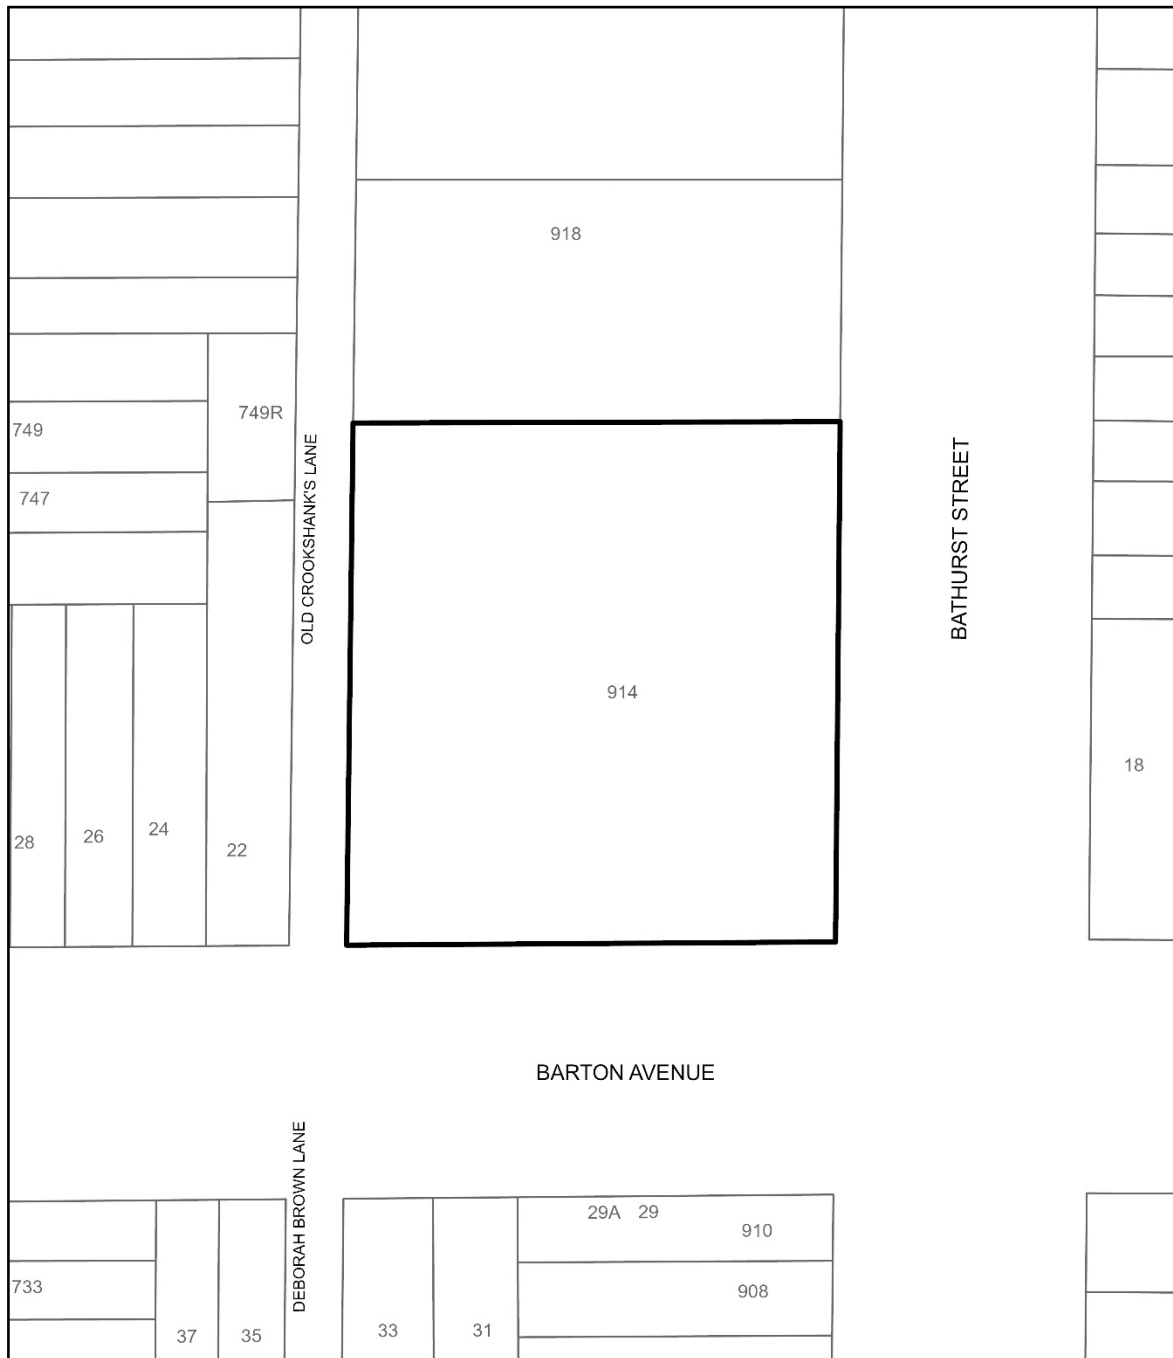 918
749R
749
OLD CROOKSHANK'S LANE
BATHURST STREET
747
914
18
28
26
24
22
BARTON AVENUE
DEBORAH BROWN LANE
29A
29
910
733
908
37
35
33
31